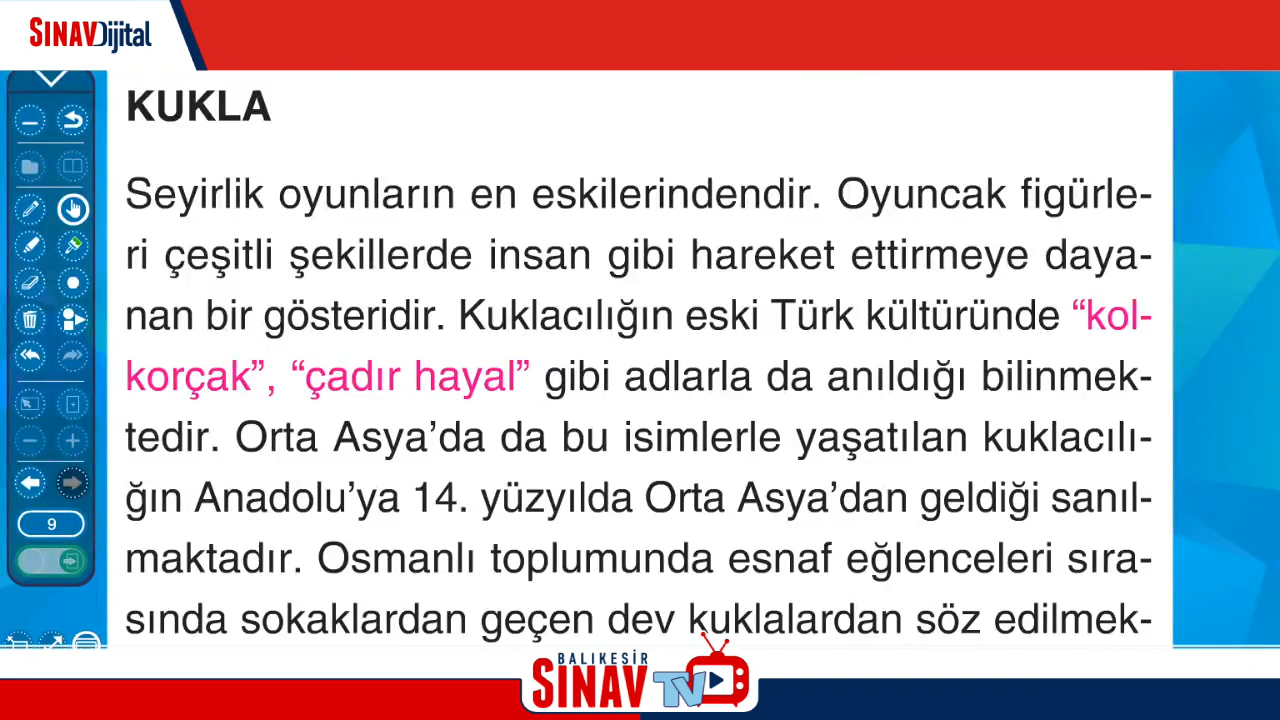 SINAVDijital
KUKLA
Seyirlik oyunların en eskilerindendir. Oyuncak figürle-
ri çeşitli şekillerde insan gibi hareket ettirmeye daya-
nan bir gösteridir. Kuklacılığın eski Türk kültüründe “kol-
korçak”, “çadır hayal” gibi adlarla da anıldığı bilinmek-
tedir. Orta Asya’da da bu isimlerle yaşatılan kuklacılı-
ğın Anadolu’ya 14. yüzyılda Orta Asya’dan geldiği sanıl-
maktadır. Osmanlı toplumunda esnaf eğlenceleri sıra-
sında sokaklardan geçen dev kuklalardan söz edilmek-
9
BALIKESİR
SINAV TV